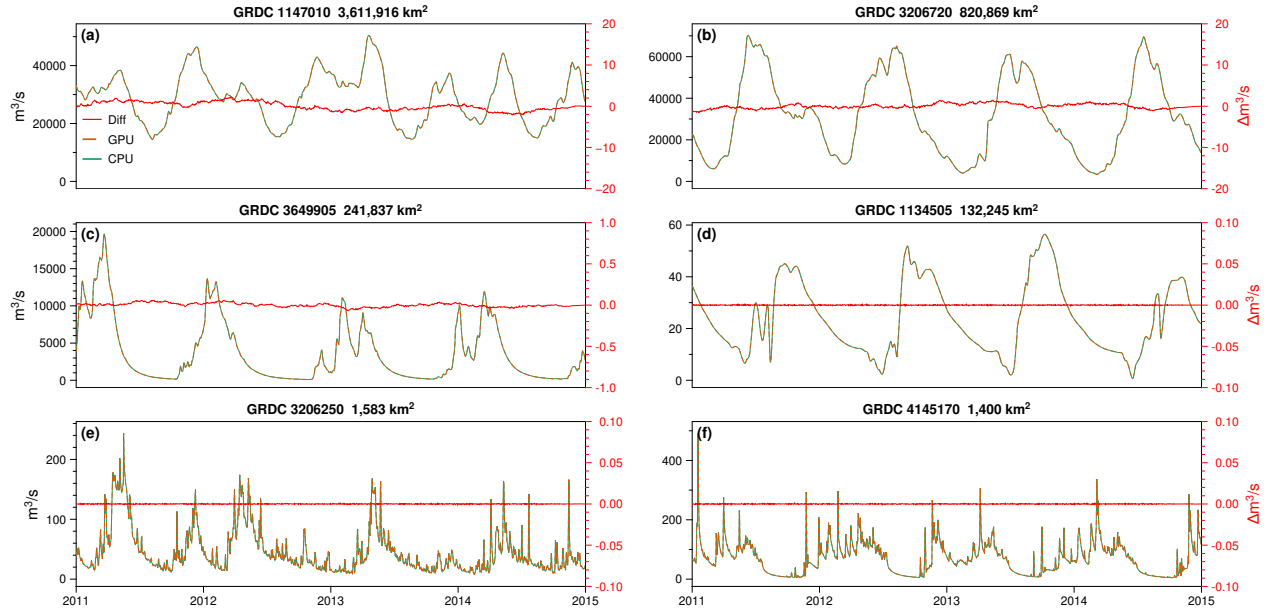 GRDC 1147010 3,611,916 km²
(a)
m³/s
40000
20000
0
20
10
0
−10
−20
Diff
GPU
CPU
GRDC 3206720 820,869 km²
(b)
60000
40000
20000
0
20
10
0
−10
−20
Δm³/s
GRDC 3649905 241,837 km²
(c)
m³/s
20000
15000
10000
5000
0
1.0
0.5
0.0
−0.5
−1.0
GRDC 1134505 132,245 km²
(d)
60
40
20
0
0.10
0.05
0.00
−0.05
−0.10
Δm³/s
GRDC 3206250 1,583 km²
(e)
m³/s
200
100
0
0.10
0.05
0.00
−0.05
−0.10
2011 2012 2013 2014 2015
GRDC 4145170 1,400 km²
(f)
400
200
0
0.10
0.05
0.00
−0.05
−0.10
Δm³/s
2011 2012 2013 2014 2015